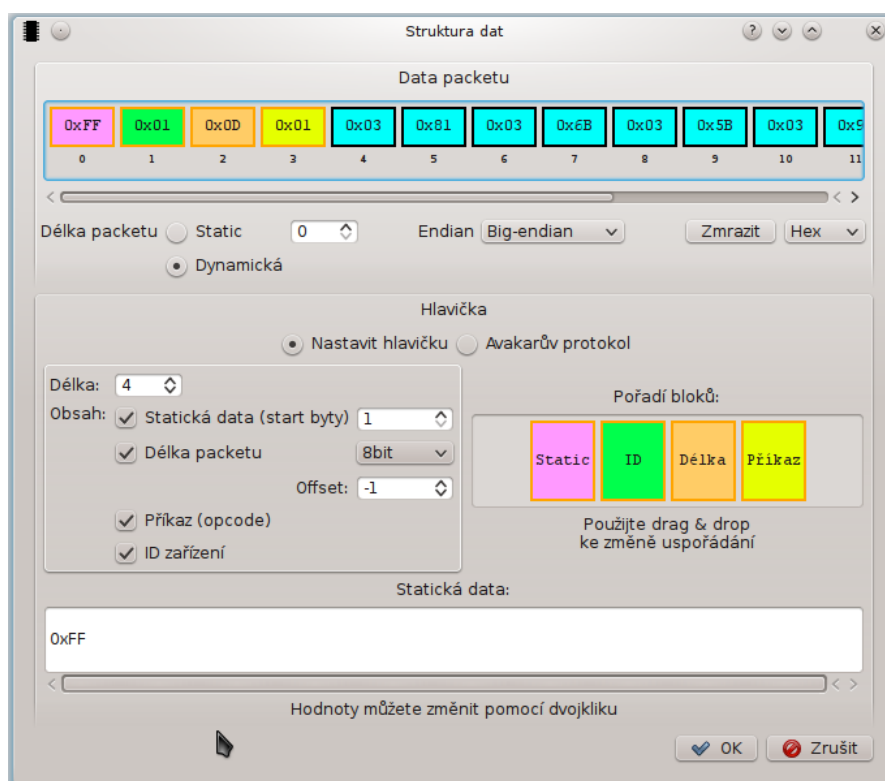 Struktura dat
Data packetu
0xFF 0x01 0x0D 0x01 0x03 0x81 0x03 0x6B 0x03 0x5B 0x03
0 1 2 3 4 5 6 7 8 9 10 11
Délka packetu Static 0 Endian Big-endian Zmrazit Hex
Dynamická
Hlavička
Nastavit hlavičku Avakarův protokol
Délka: 4
Obsah: Statická data (start byty) 1
Délka packetu 8bit
Offset: -1
Příkaz (opcode)
ID zařízení
Pořadí bloků:
Static ID Délka Příkaz
Použijte drag & drop
ke změně uspořádání
Statická data:
0xFF
Hodnoty můžete změnit pomocí dvojkliku
OK Zrušit